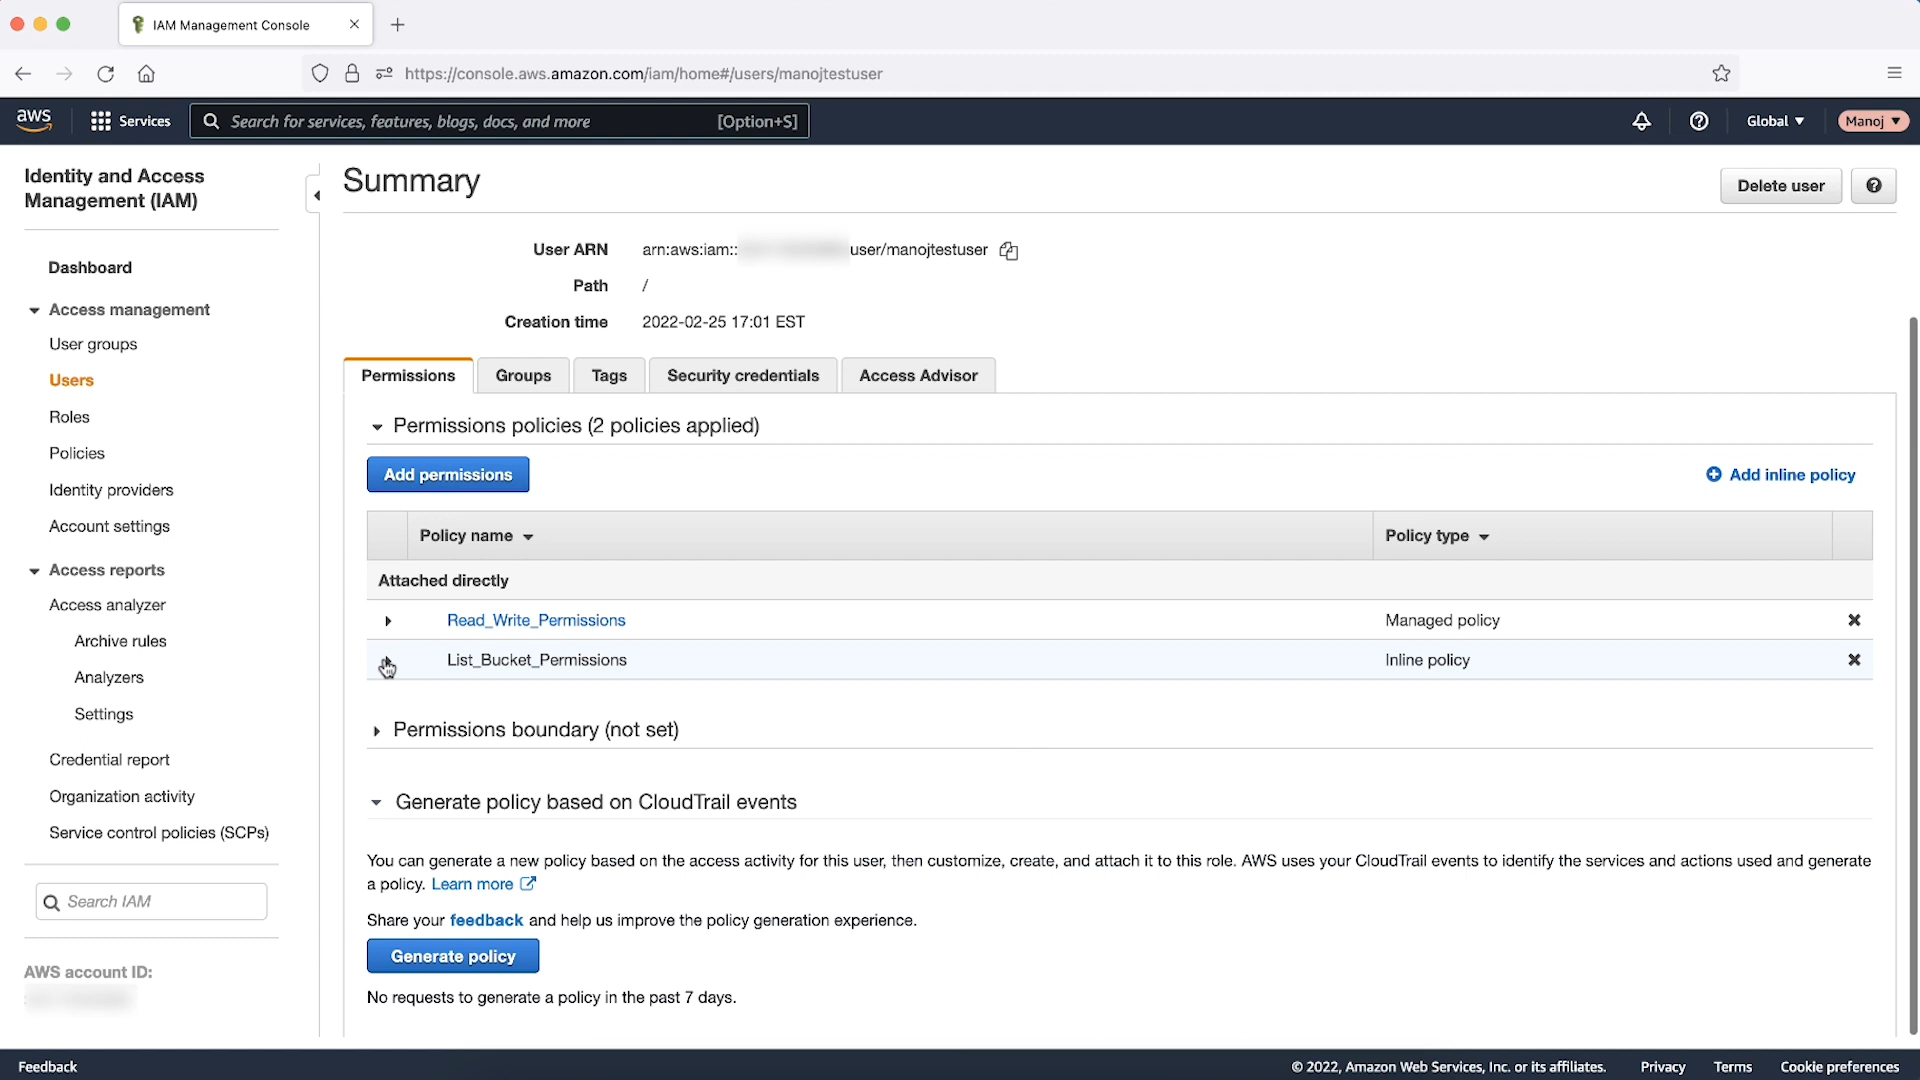 IAM Management Console
https://console.aws.amazon.com/iam/home#/users/manojtestuser
aws
Services
Search for services, features, blogs, docs, and more
[Option+S]
Global
Manoj
Identity and Access
Management (IAM)
Dashboard
Access management
User groups
Users
Roles
Policies
Identity providers
Account settings
Access reports
Access analyzer
Archive rules
Analyzers
Settings
Credential report
Organization activity
Service control policies (SCPs)
Search IAM
AWS account ID:
Summary
Delete user
User ARN
arn:aws:iam::
user/manojtestuser
Path
/
Creation time
2022-02-25 17:01 EST
Permissions
Groups
Tags
Security credentials
Access Advisor
Permissions policies (2 policies applied)
Add permissions
Add inline policy
Policy name
Policy type
Attached directly
Read_Write_Permissions
Managed policy
List_Bucket_Permissions
Inline policy
Permissions boundary (not set)
Generate policy based on CloudTrail events
You can generate a new policy based on the access activity for this user, then customize, create, and attach it to this role. AWS uses your CloudTrail events to identify the services and actions used and generate
a policy. Learn more
Share your feedback and help us improve the policy generation experience.
Generate policy
No requests to generate a policy in the past 7 days.
Feedback
© 2022, Amazon Web Services, Inc. or its affiliates.
Privacy
Terms
Cookie preferences